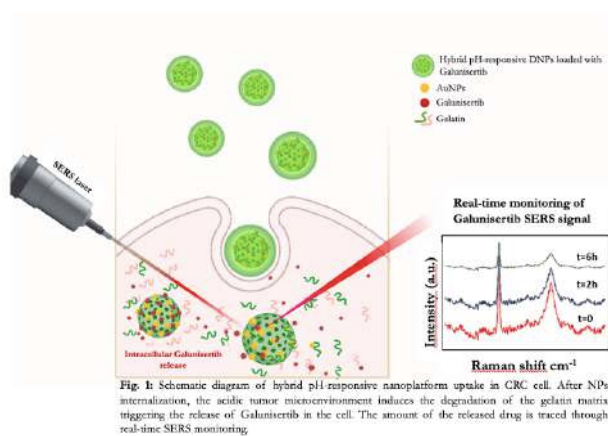 Hybrid pH-responsive DNPs loaded with
Galunisertib
AuNPs
Galunisertib
Gelatin
SERS laser
Real-time monitoring of
Galunisertib SERS signal
t=6h
t=2h
t=0
Intensity (a.u.)
Raman shift cm-1
Intracellular Galunisertib
release
Fig. 1: Schematic diagram of hybrid pH-responsive nanoplatform uptake in CRC cell. After NPs
internalization, the acidic tumor microenvironment induces the degradation of the gelatin matrix
triggering the release of Galunisertib in the cell. The amount of the released drug is traced through
real-time SERS monitoring.